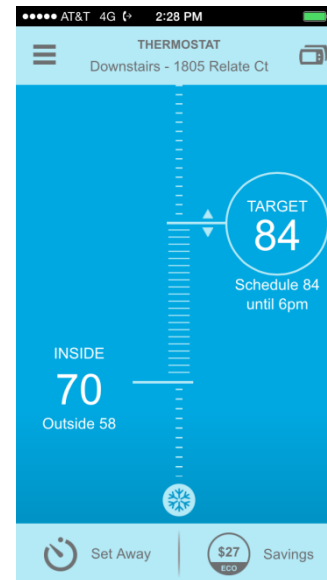 AT&T 4G 2:28 PM
THERMOSTAT
Downstairs - 1805 Relate Ct
TARGET
84
Schedule 84
until 6pm
INSIDE
70
Outside 58
Set Away
$27
ECO
Savings